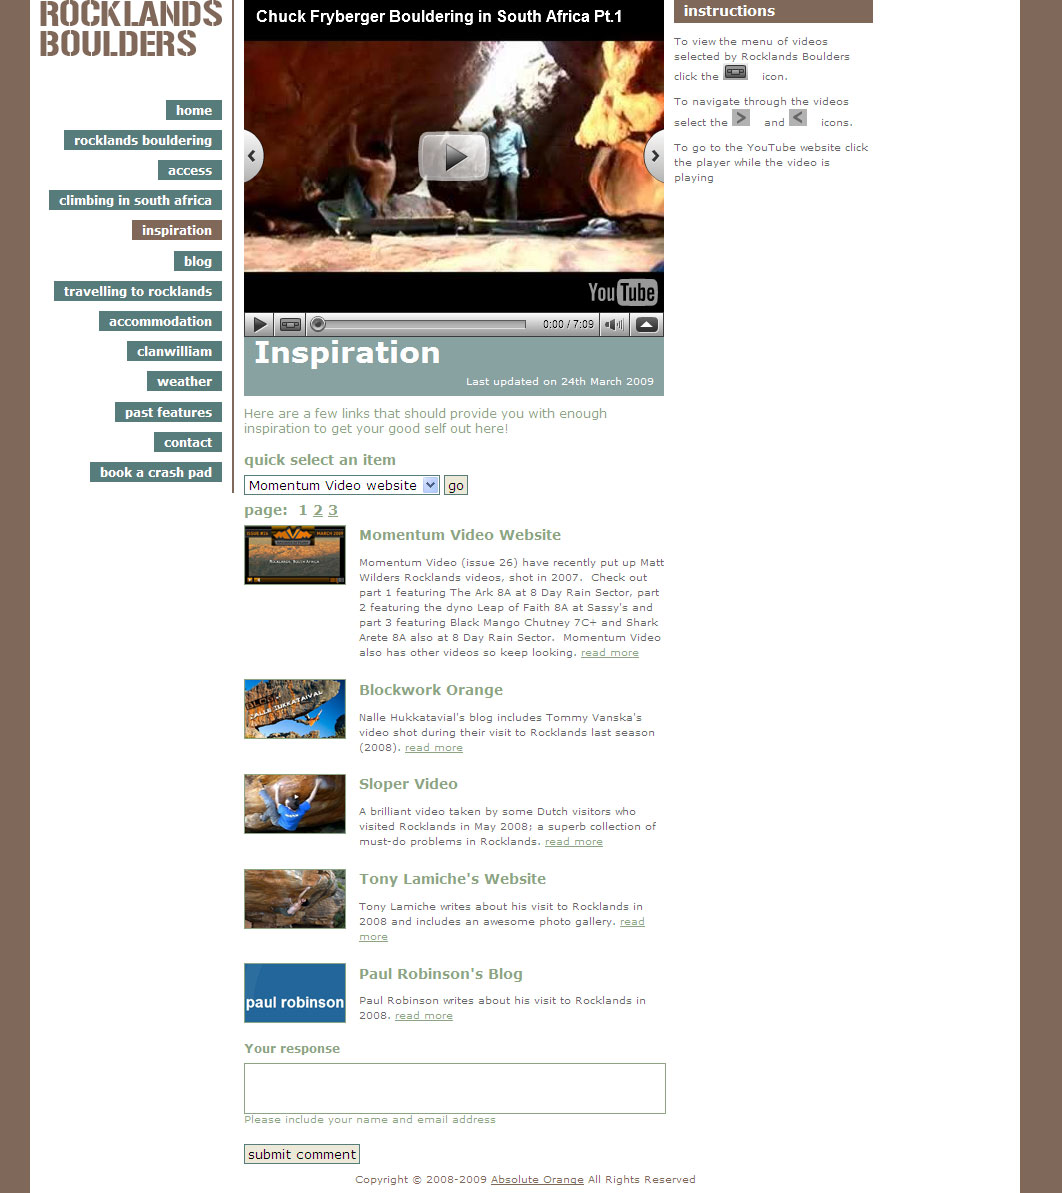 ROCKLANDS
BOULDERS
home
rocklands bouldering
access
climbing in south africa
inspiration
blog
travelling to rocklands
accommodation
clanwilliam
weather
past features
contact
book a crash pad
Chuck Fryberger Bouldering in South Africa Pt.1
YouTube
0:00 / 7:09
Inspiration
Last updated on 24th March 2009
Here are a few links that should provide you with enough
inspiration to get your good self out here!
quick select an item
Momentum Video website
go
page: 1 2 3
ISSUE #26
MARCH 2009
ROCKLANDS, SOUTH AFRICA
Momentum Video Website
Momentum Video (issue 26) have recently put up Matt
Wilders Rocklands videos, shot in 2007. Check out
part 1 featuring The Ark 8A at 8 Day Rain Sector, part
2 featuring the dyno Leap of Faith 8A at Sassy's and
part 3 featuring Black Mango Chutney 7C+ and Shark
Arete 8A also at 8 Day Rain Sector. Momentum Video
also has other videos so keep looking. read more
BLOG
NALLE HUKKATAIVAL
Blockwork Orange
Nalle Hukkatavial's blog includes Tommy Vanska's
video shot during their visit to Rocklands last season
(2008). read more
Sloper Video
A brilliant video taken by some Dutch visitors who
visited Rocklands in May 2008; a superb collection of
must-do problems in Rocklands. read more
Tony Lamiche's Website
Tony Lamiche writes about his visit to Rocklands in
2008 and includes an awesome photo gallery. read
more
paul robinson
Paul Robinson's Blog
Paul Robinson writes about his visit to Rocklands in
2008. read more
Your response
Please include your name and email address
submit comment
Copyright © 2008-2009 Absolute Orange All Rights Reserved
instructions
To view the menu of videos
selected by Rocklands Boulders
click the icon.
To navigate through the videos
select the > and < icons.
To go to the YouTube website click
the player while the video is
playing